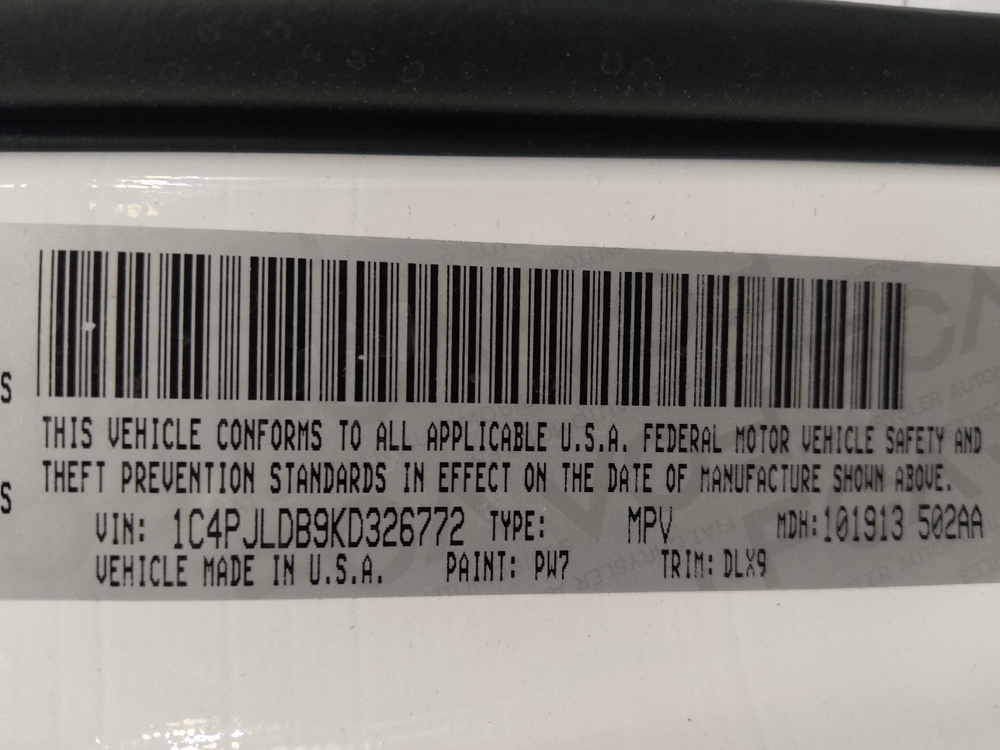 S
THIS VEHICLE CONFORMS TO ALL APPLICABLE U.S.A. FEDERAL MOTOR VEHICLE SAFETY AND
THEFT PREVENTION STANDARDS IN EFFECT ON THE DATE OF MANUFACTURE SHOWN ABOVE.
S
VIN: 1C4PJLDB9KD326772 TYPE: MPV MDH:101913 502AA
VEHICLE MADE IN U.S.A. PAINT: PW7 TRIM: DLX9